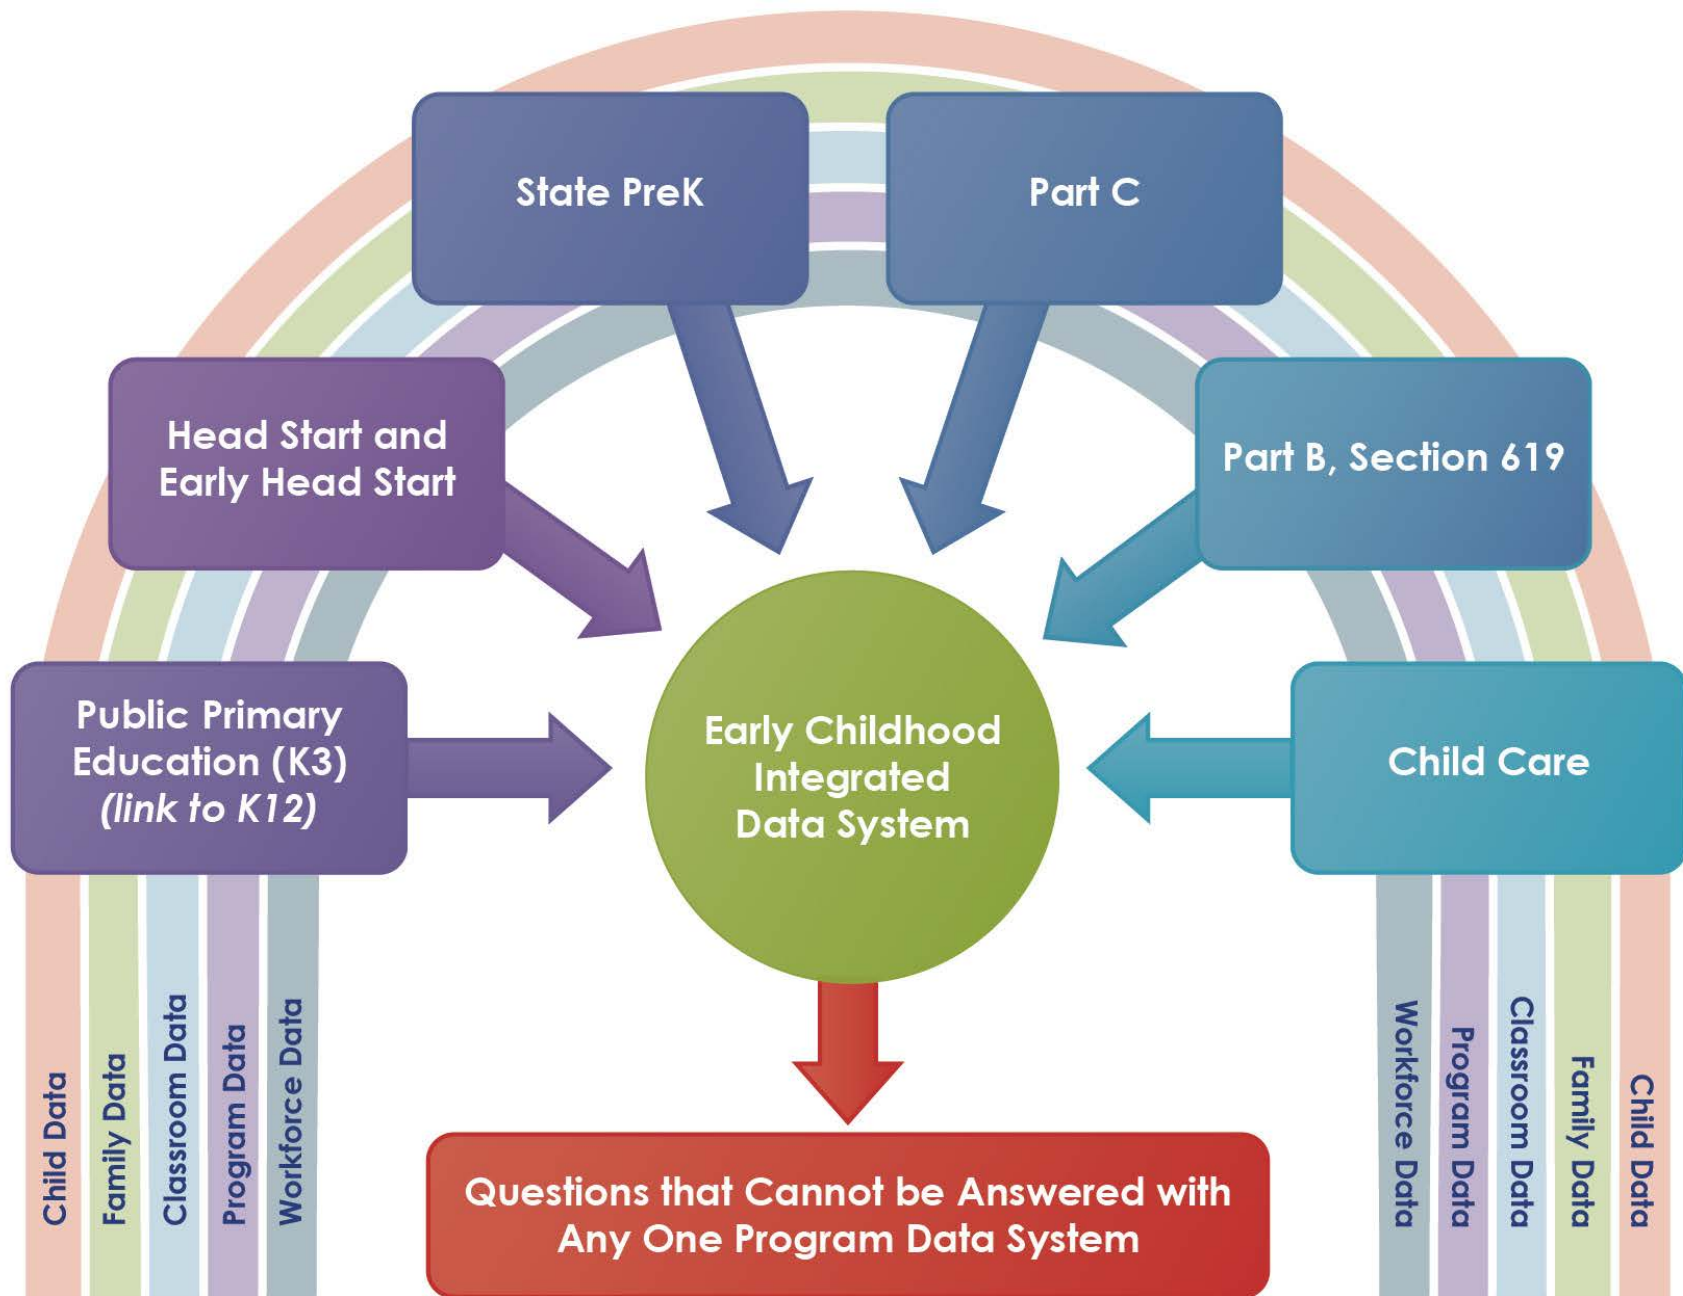 State PreK
Part C
Head Start and
Early Head Start
Part B, Section 619
Public Primary
Education (K3)
(link to K12)
Early Childhood
Integrated
Data System
Child Care
Child Data
Family Data
Classroom Data
Program Data
Workforce Data
Workforce Data
Program Data
Classroom Data
Family Data
Child Data
Questions that Cannot be Answered with
Any One Program Data System